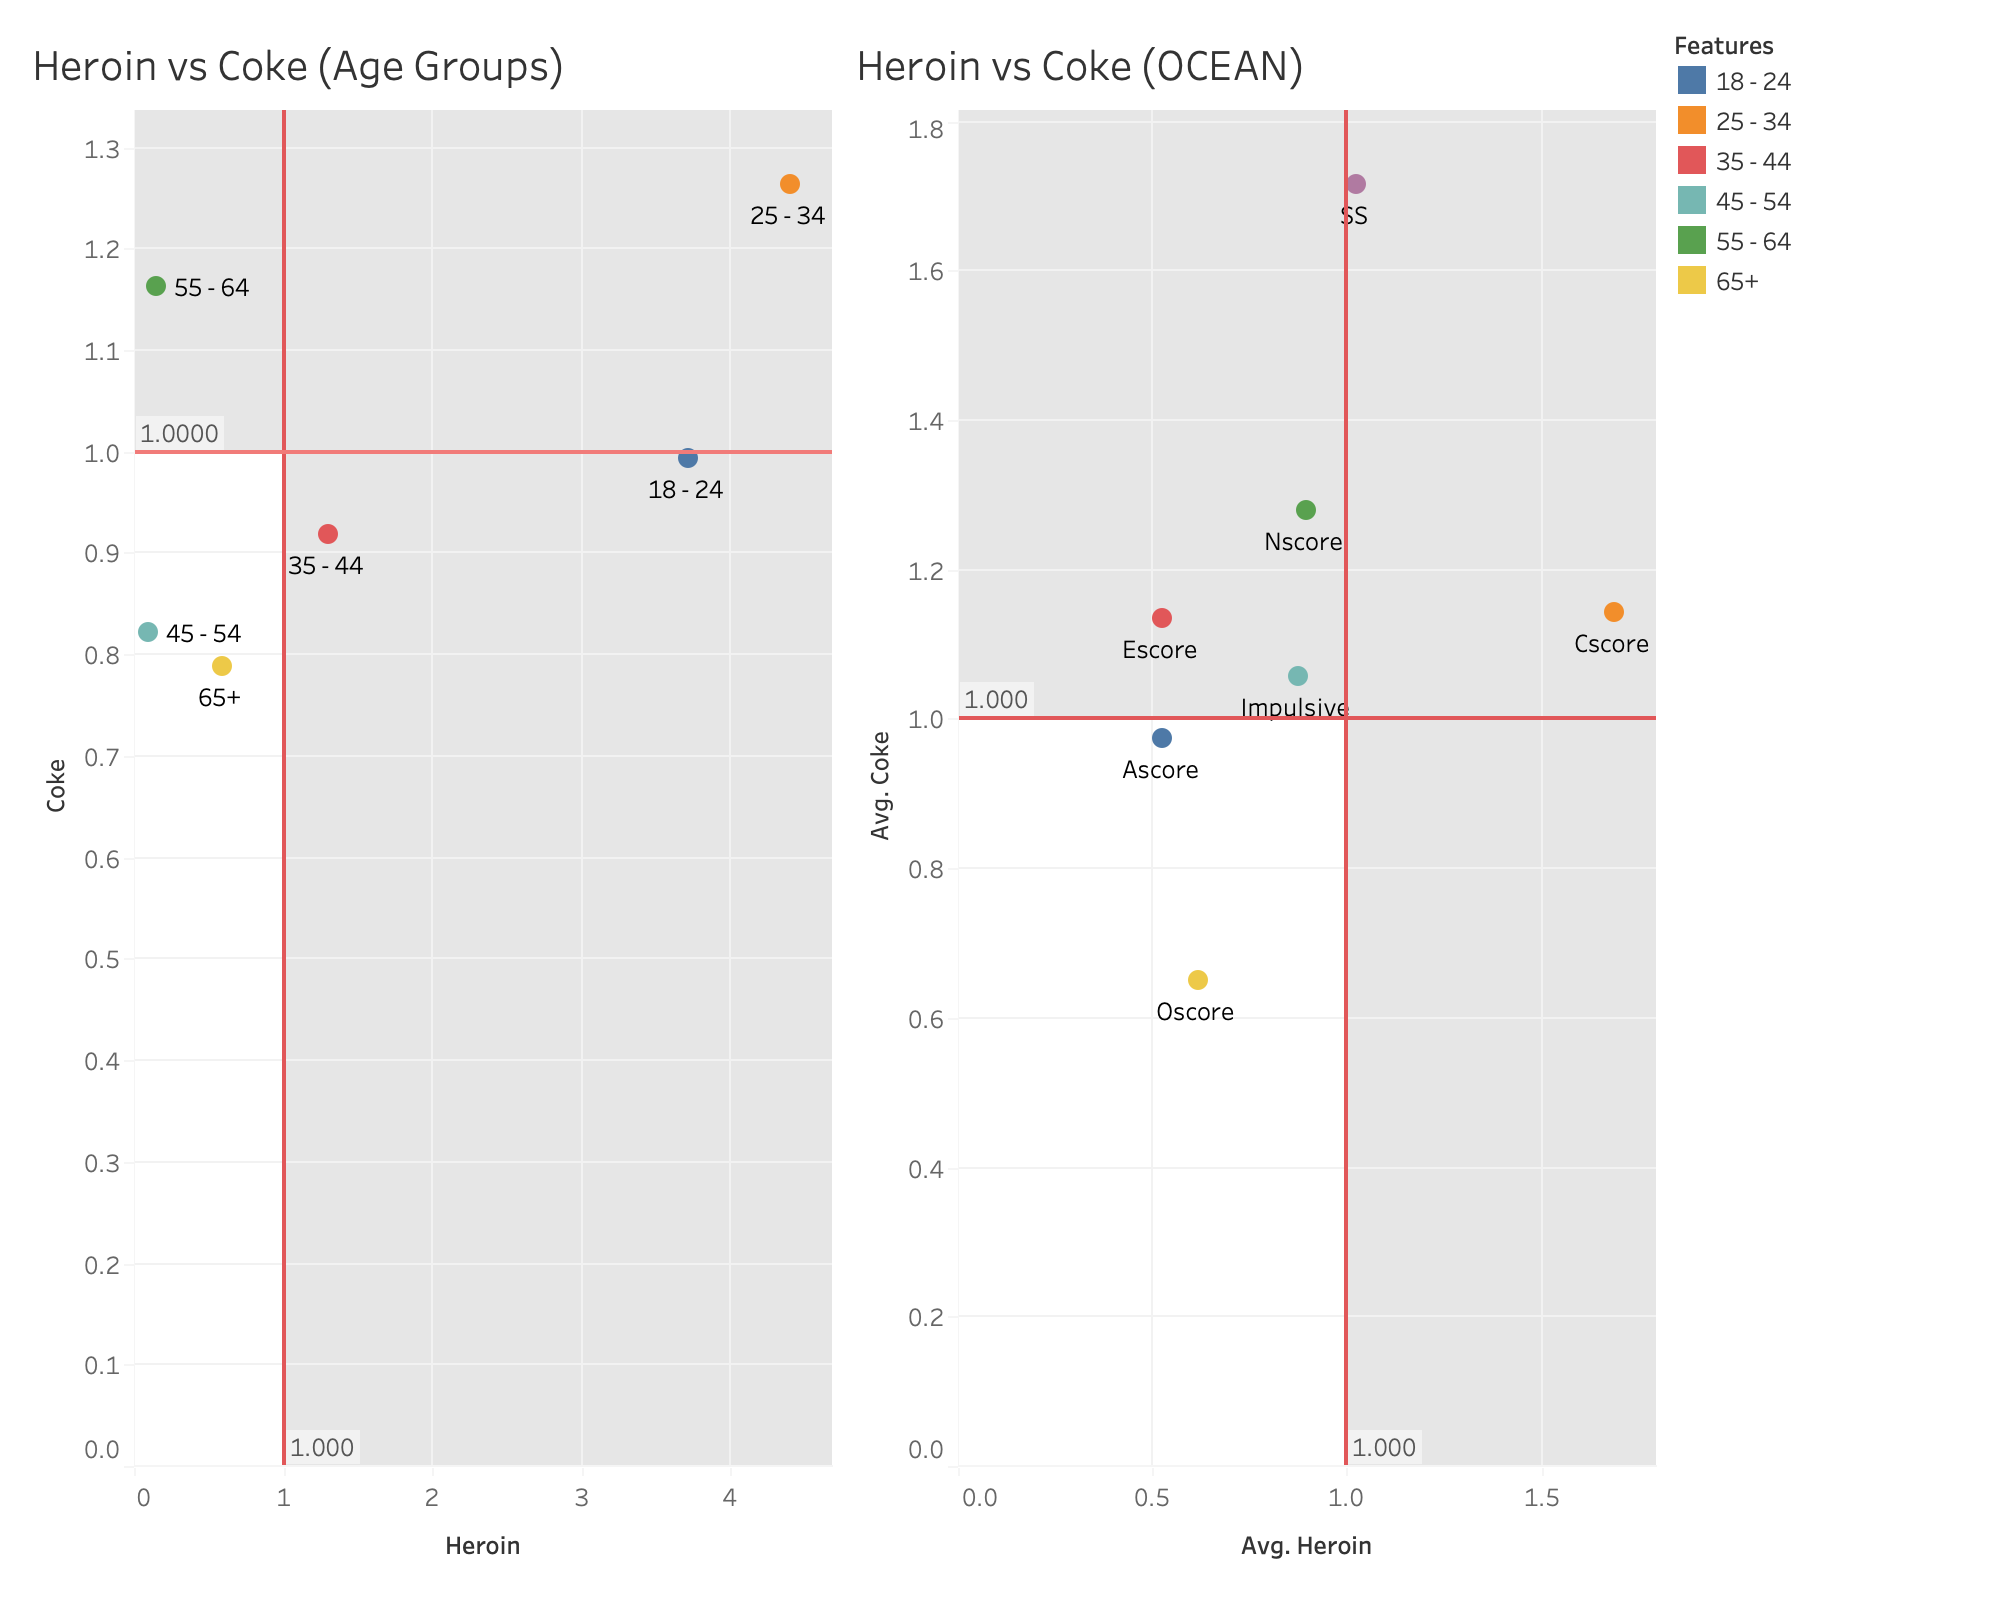 Heroin vs Coke (Age Groups)
1.3
1.2
1.1
1.0
0.9
0.8
0.7
0.6
0.5
0.4
0.3
0.2
0.1
0.0
Coke
25 - 34
55 - 64
1.0000
18 - 24
35 - 44
45 - 54
65+
1.000
0 1 2 3 4
Heroin
Heroin vs Coke (OCEAN)
1.8
1.6
1.4
1.2
1.0
0.8
0.6
0.4
0.2
0.0
Avg. Coke
SS
Nscore
Escore
Cscore
Impulsive
1.000
Ascore
Oscore
1.000
0.0 0.5 1.0 1.5
Avg. Heroin
Features
18 - 24
25 - 34
35 - 44
45 - 54
55 - 64
65+